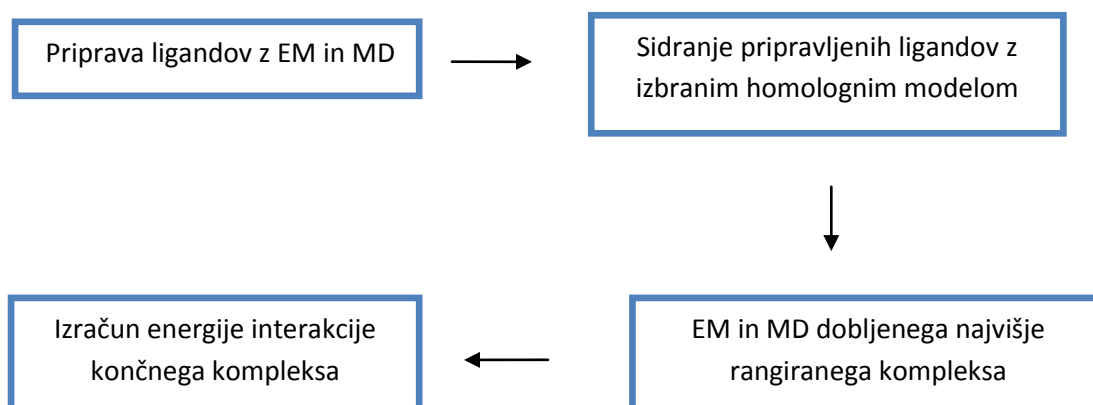 Priprava ligandov z EM in MD
Sidranje pripravljenih ligandov z
izbranim homolognim modelom
EM in MD dobljenega najvišje
rangiranega kompleksa
Izračun energije interakcije
končnega kompleksa